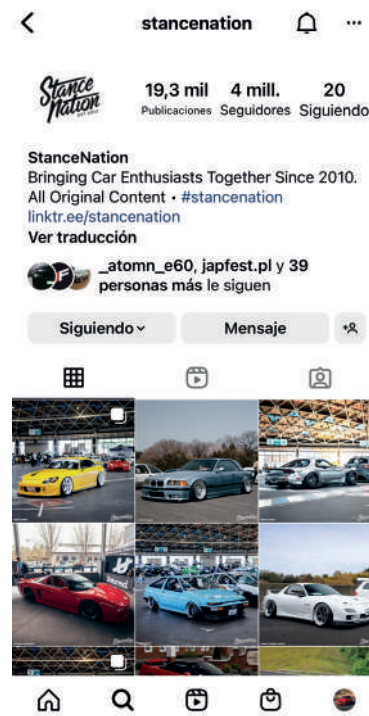 stancenation
Stance
Nation
19,3 mil 4 mill. 20
Publicaciones Seguidores Siguiendo
StanceNation
Bringing Car Enthusiasts Together Since 2010.
All Original Content • #stancenation
linktr.ee/stancenation
Ver traducción
_atomn_e60, japfest.pl y 39
personas más le siguen
Siguiendo Mensaje